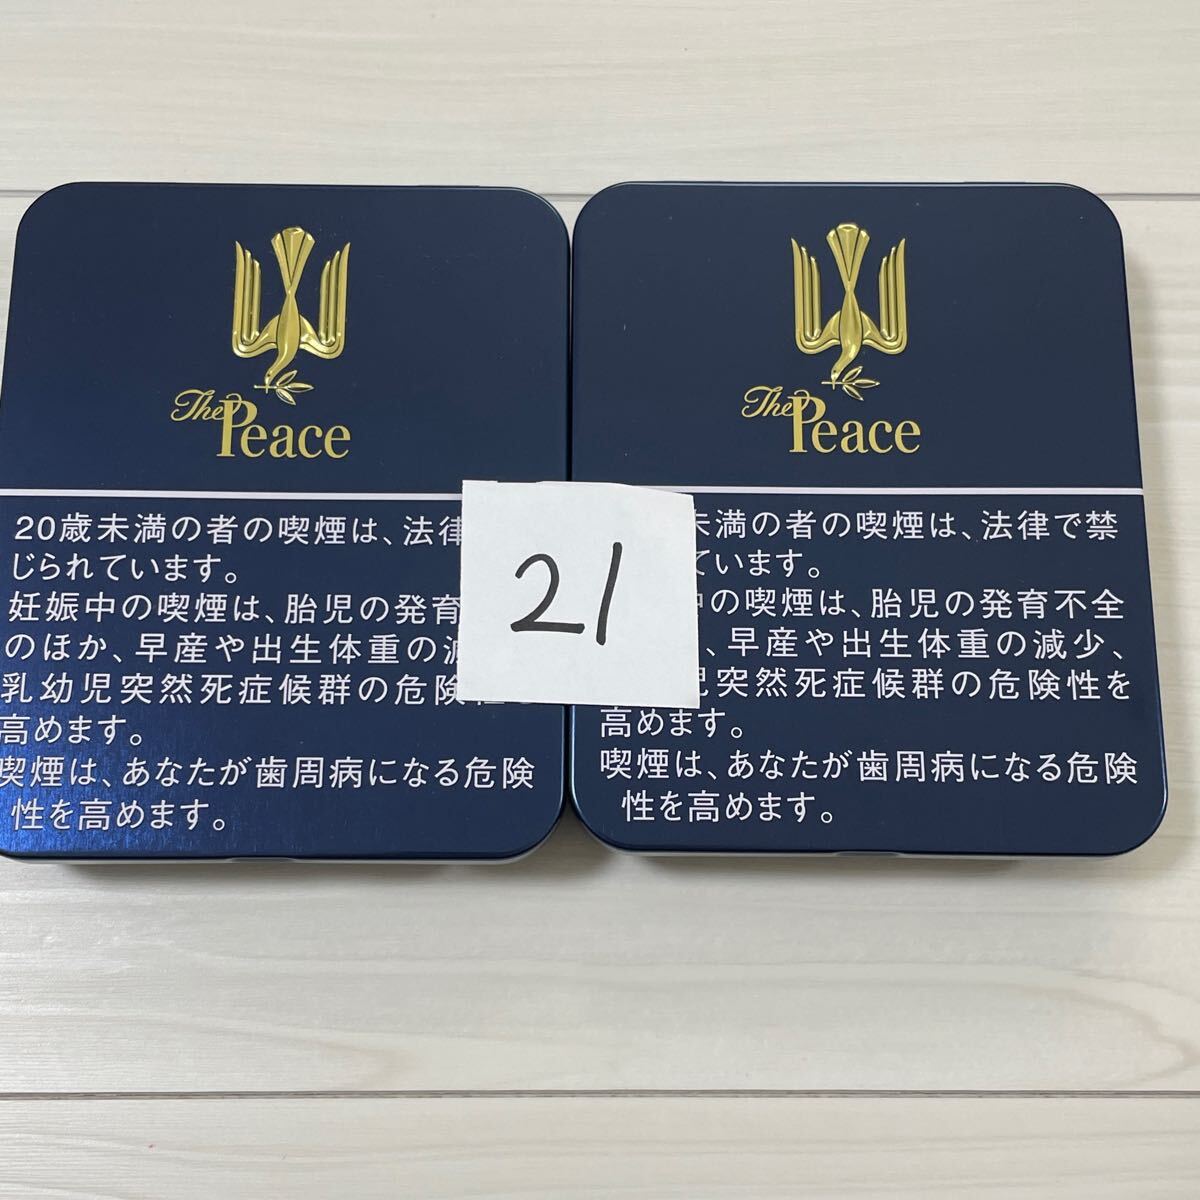 The Peace
20歳未満の者の喫煙は、法律
じられています。
妊娠中の喫煙は、胎児の発育
のほか、早産や出生体重の減
乳幼児突然死症候群の危険性
高めます。
喫煙は、あなたが歯周病になる危険
性を高めます。
The Peace
未満の者の喫煙は、法律で禁
ています。
中の喫煙は、胎児の発育不全
、早産や出生体重の減少、
児突然死症候群の危険性を
高めます。
喫煙は、あなたが歯周病になる危険
性を高めます。
21